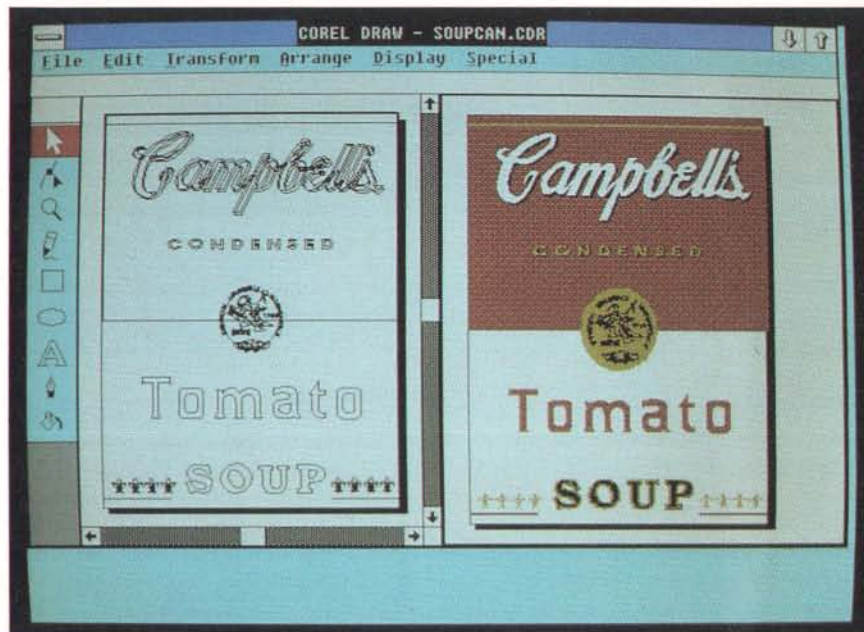 COREL DRAW - SOUPCAN.CDR
File Edit Transform Arrange Display Special
Campbell's
CONDENSED
Tomato
SOUP
Campbell's
CONDENSED
Tomato
SOUP